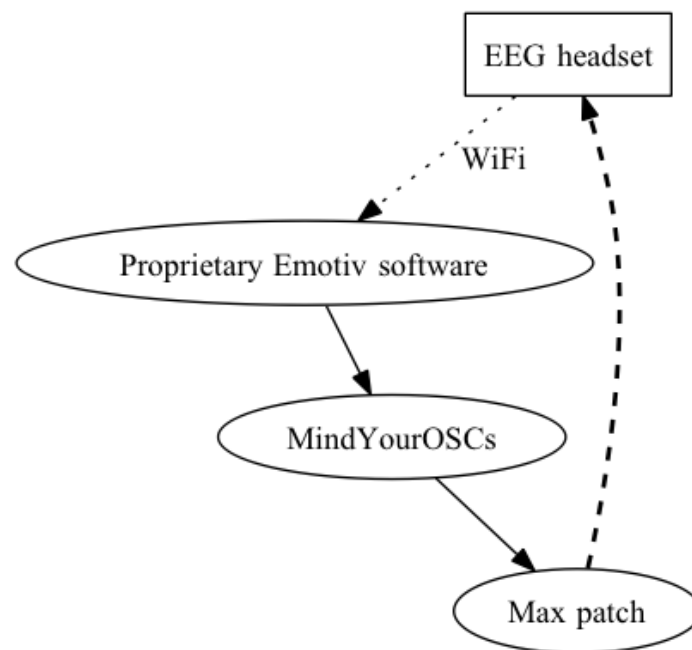 EEG headset
WiFi
Proprietary Emotiv software
MindYourOSCs
Max patch